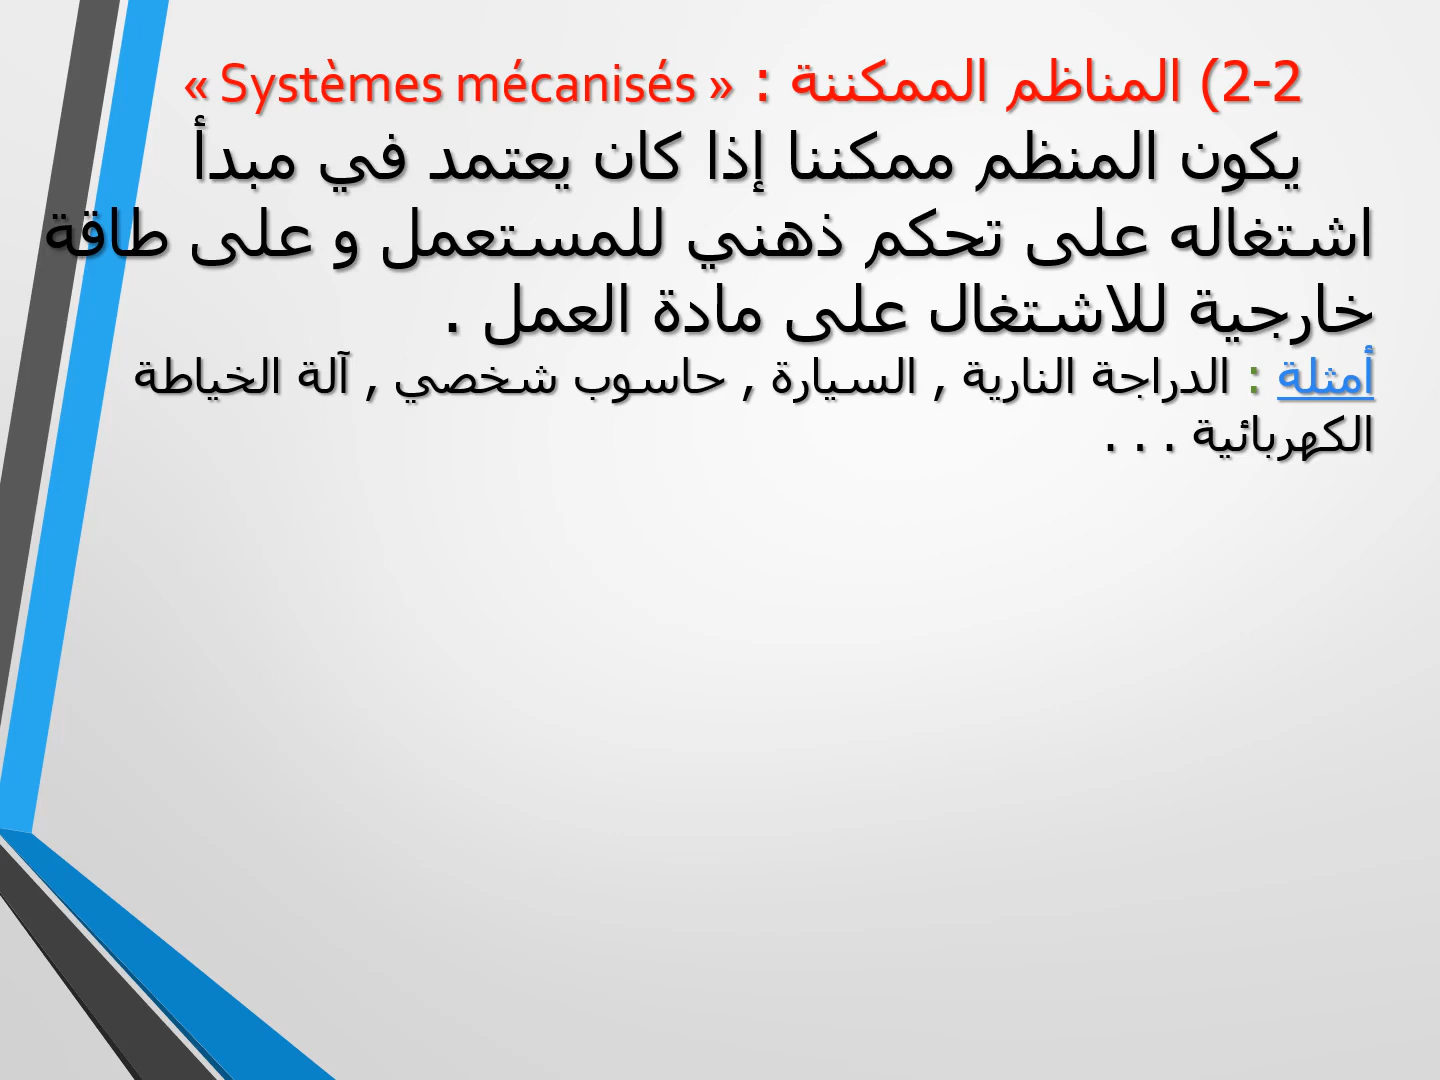 2-2) المناظم الممكننة : « Systèmes mécanisés »
يكون المنظم ممكننا إذا كان يعتمد في مبدأ
اشتغاله على تحكم ذهني للمستعمل و على طاقة
خارجية للاشتغال على مادة العمل .
أمثلة : الدراجة النارية , السيارة , حاسوب شخصي , آلة الخياطة
الكهربائية . . .